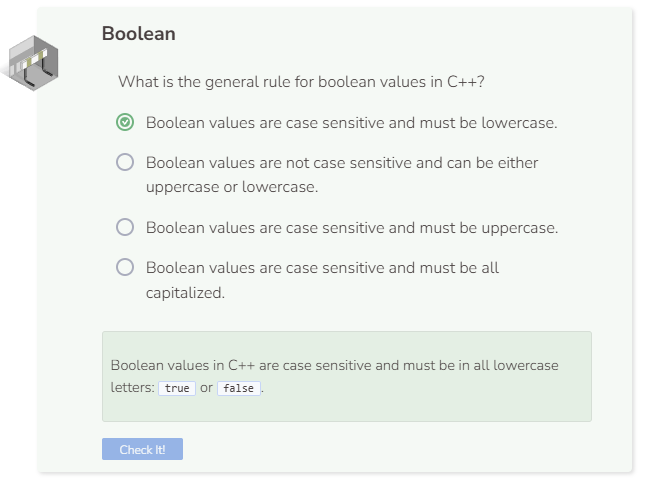 Boolean
What is the general rule for boolean values in C++?
Boolean values are case sensitive and must be lowercase.
Boolean values are not case sensitive and can be either
uppercase or lowercase.
Boolean values are case sensitive and must be uppercase.
Boolean values are case sensitive and must be all
capitalized.
Boolean values in C++ are case sensitive and must be in all lowercase
letters: true or false.
Check It!